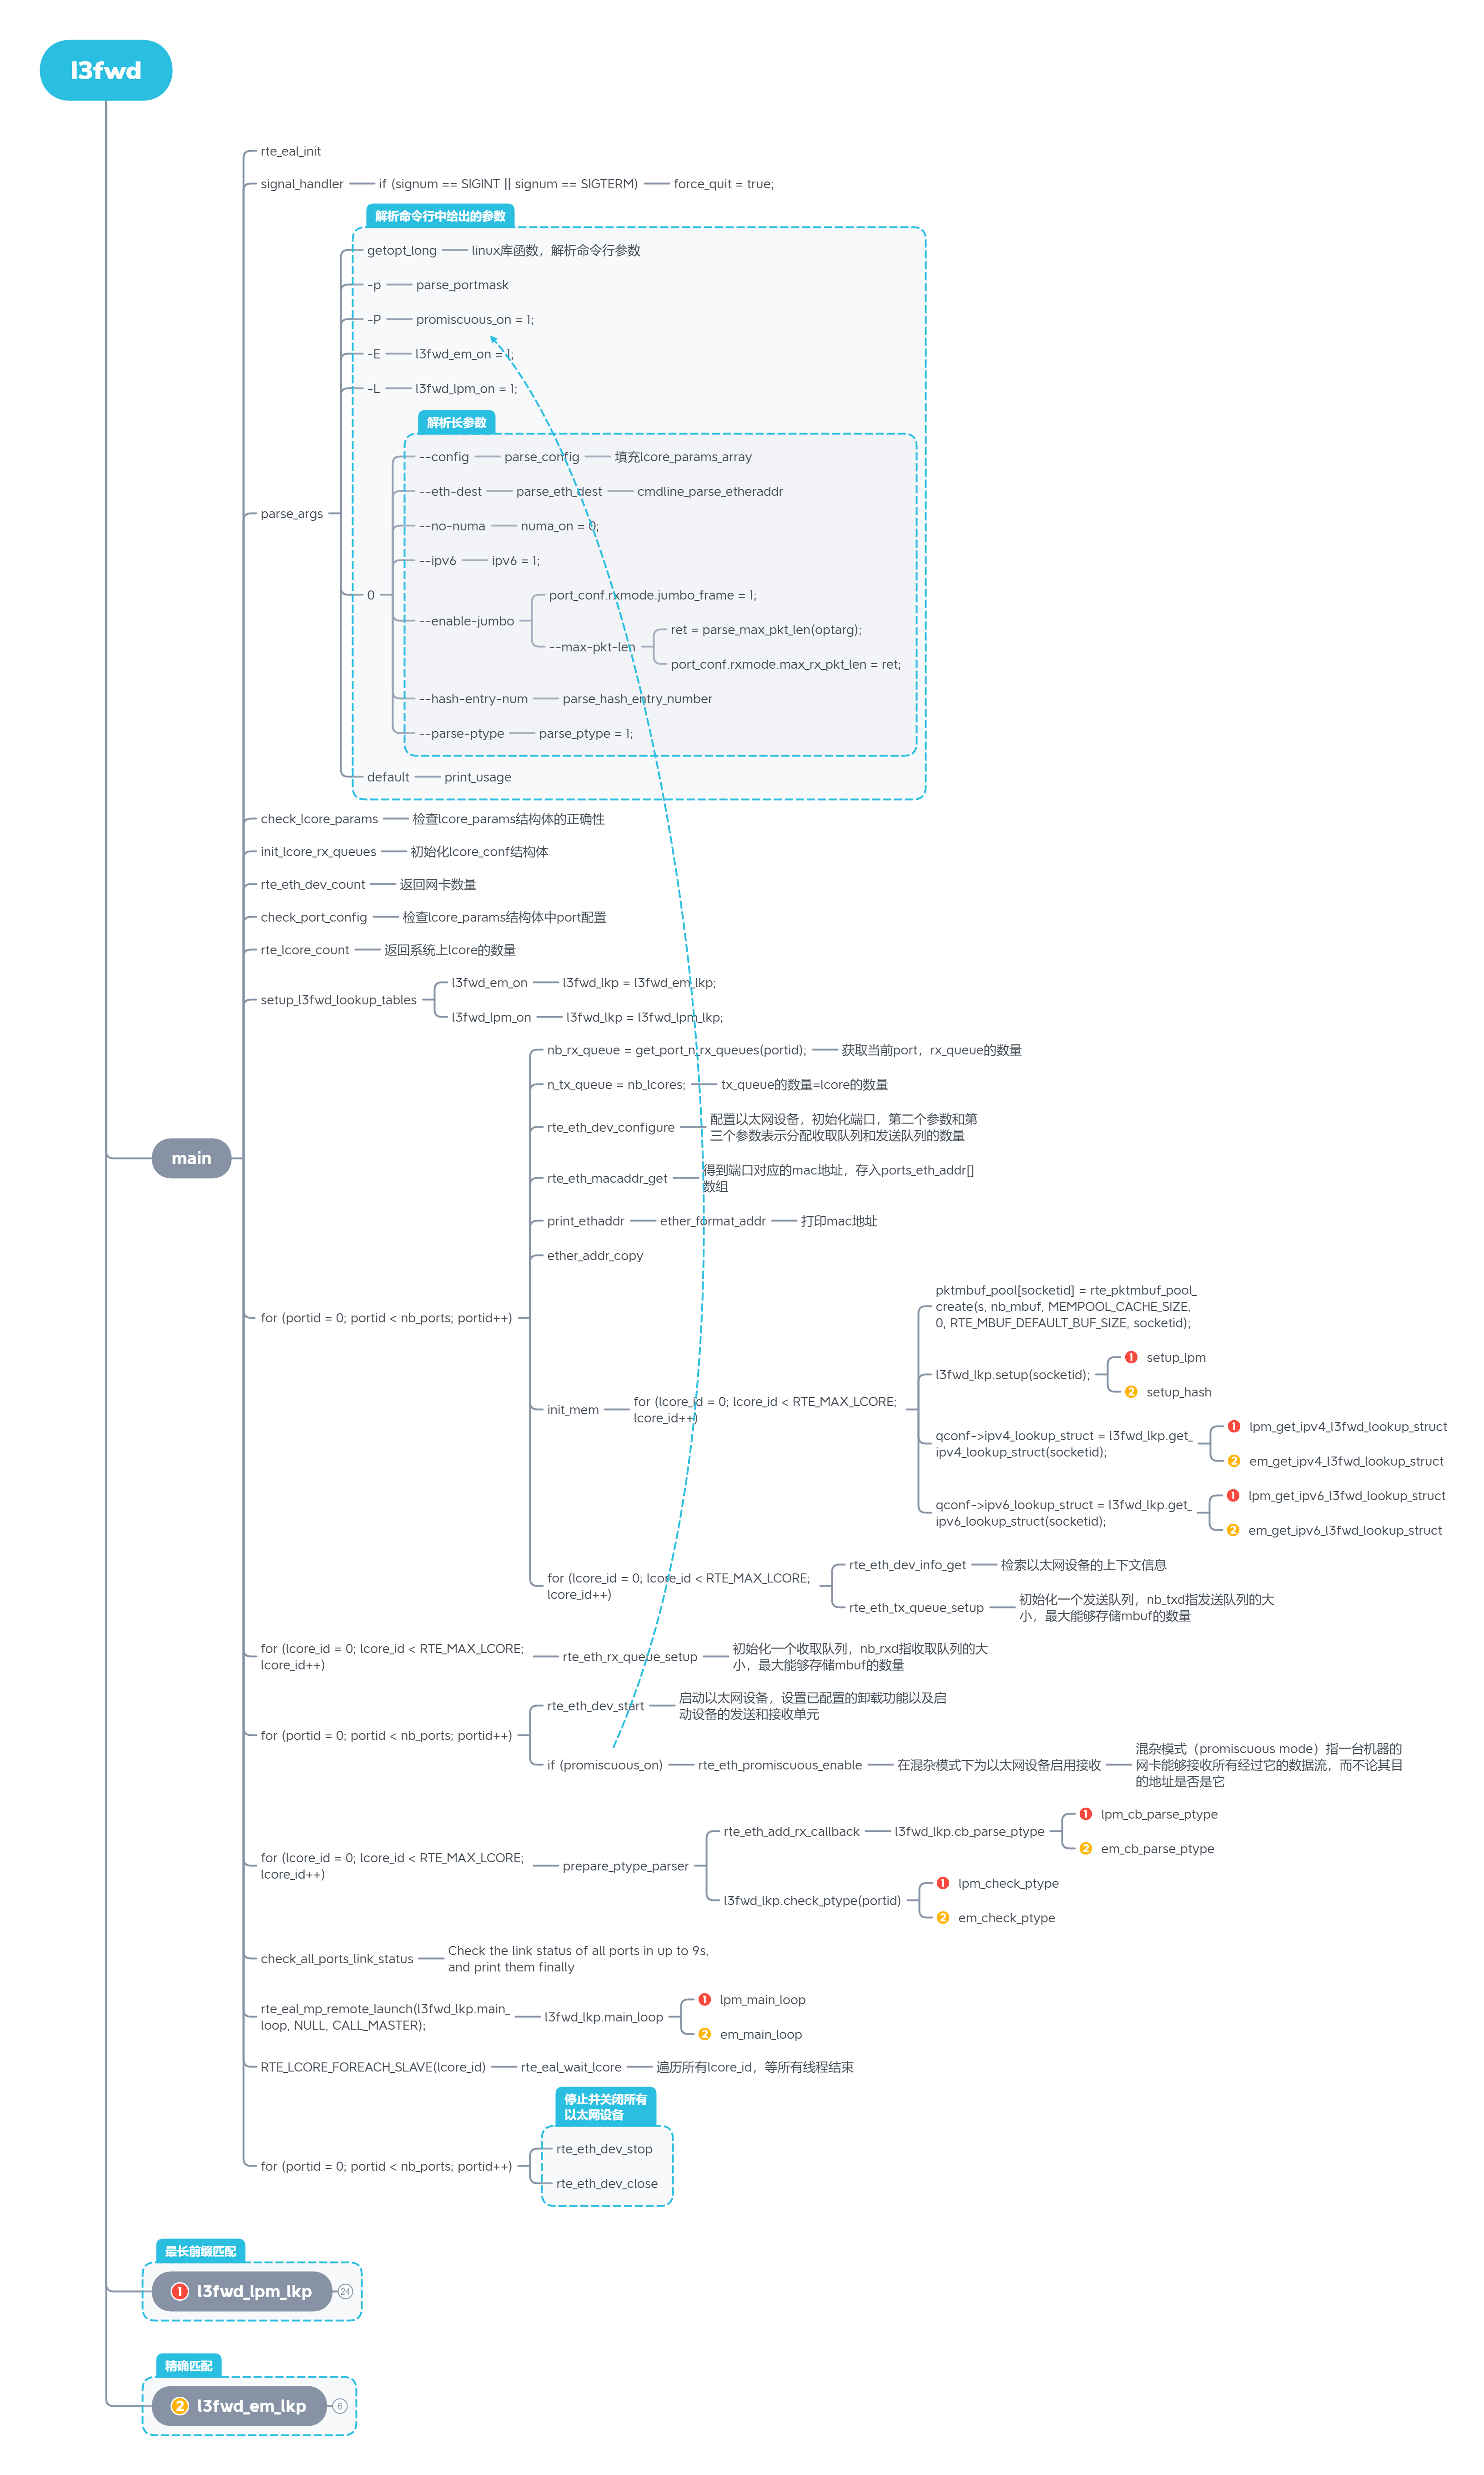 l3fwd
rte_eal_init
signal_handler
if (signum == SIGINT || signum == SIGTERM)
force_quit = true;
解析命令行中给出的参数
getopt_long
linux库函数，解析命令行参数
-p
parse_portmask
-P
promiscuous_on = 1;
-E
l3fwd_em_on = 1;
-L
l3fwd_lpm_on = 1;
解析长参数
--config
parse_config
填充lcore_params_array
--eth-dest
parse_eth_dest
cmdline_parse_etheraddr
parse_args
--no-numa
numa_on = 0;
--ipv6
ipv6 = 1;
0
--enable-jumbo
port_conf.rxmode.jumbo_frame = 1;
--max-pkt-len
ret = parse_max_pkt_len(optarg);
port_conf.rxmode.max_rx_pkt_len = ret;
--hash-entry-num
parse_hash_entry_number
--parse-ptype
parse_ptype = 1;
default
print_usage
check_lcore_params
检查lcore_params结构体的正确性
init_lcore_rx_queues
初始化lcore_conf结构体
rte_eth_dev_count
返回网卡数量
check_port_config
检查lcore_params结构体中port配置
rte_lcore_count
返回系统上lcore的数量
setup_l3fwd_lookup_tables
l3fwd_em_on
l3fwd_lkp = l3fwd_em_lkp;
l3fwd_lpm_on
l3fwd_lkp = l3fwd_lpm_lkp;
main
for (portid = 0; portid < nb_ports; portid++)
nb_rx_queue = get_port_n_rx_queues(portid);
获取当前port，rx_queue的数量
n_tx_queue = nb_lcores;
tx_queue的数量=lcore的数量
rte_eth_dev_configure
配置以太网设备，初始化端口，第二个参数和第
三个参数表示分配收取队列和发送队列的数量
rte_eth_macaddr_get
得到端口对应的mac地址，存入ports_eth_addr[]
数组
print_ethaddr
ether_format_addr
打印mac地址
ether_addr_copy
init_mem
for (lcore_id = 0; lcore_id < RTE_MAX_LCORE;
lcore_id++)
pktmbuf_pool[socketid] = rte_pktmbuf_pool_
create(s, nb_mbuf, MEMPOOL_CACHE_SIZE,
0, RTE_MBUF_DEFAULT_BUF_SIZE, socketid);
l3fwd_lkp.setup(socketid);
1 setup_lpm
2 setup_hash
qconf->ipv4_lookup_struct = l3fwd_lkp.get_
ipv4_lookup_struct(socketid);
1 lpm_get_ipv4_l3fwd_lookup_struct
2 em_get_ipv4_l3fwd_lookup_struct
qconf->ipv6_lookup_struct = l3fwd_lkp.get_
ipv6_lookup_struct(socketid);
1 lpm_get_ipv6_l3fwd_lookup_struct
2 em_get_ipv6_l3fwd_lookup_struct
for (lcore_id = 0; lcore_id < RTE_MAX_LCORE;
lcore_id++)
rte_eth_dev_info_get
检索以太网设备的上下文信息
rte_eth_tx_queue_setup
初始化一个发送队列，nb_txd指发送队列的大
小，最大能够存储mbuf的数量
for (lcore_id = 0; lcore_id < RTE_MAX_LCORE;
lcore_id++)
rte_eth_rx_queue_setup
初始化一个收取队列，nb_rxd指收取队列的大
小，最大能够存储mbuf的数量
for (portid = 0; portid < nb_ports; portid++)
rte_eth_dev_start
启动以太网设备，设置已配置的卸载功能以及启
动设备的发送和接收单元
if (promiscuous_on)
rte_eth_promiscuous_enable
在混杂模式下为以太网设备启用接收
混杂模式（promiscuous mode）指一台机器的
网卡能够接收所有经过它的数据流，而不论其目
的地址是否是它
for (lcore_id = 0; lcore_id < RTE_MAX_LCORE;
lcore_id++)
prepare_ptype_parser
rte_eth_add_rx_callback
l3fwd_lkp.cb_parse_ptype
1 lpm_cb_parse_ptype
2 em_cb_parse_ptype
l3fwd_lkp.check_ptype(portid)
1 lpm_check_ptype
2 em_check_ptype
check_all_ports_link_status
Check the link status of all ports in up to 9s,
and print them finally
rte_eal_mp_remote_launch(l3fwd_lkp.main_
loop, NULL, CALL_MASTER);
l3fwd_lkp.main_loop
1 lpm_main_loop
2 em_main_loop
RTE_LCORE_FOREACH_SLAVE(lcore_id)
rte_eal_wait_lcore
遍历所有lcore_id，等所有线程结束
停止并关闭所有
以太网设备
for (portid = 0; portid < nb_ports; portid++)
rte_eth_dev_stop
rte_eth_dev_close
最长前缀匹配
1 l3fwd_lpm_lkp
24
精确匹配
2 l3fwd_em_lkp
6